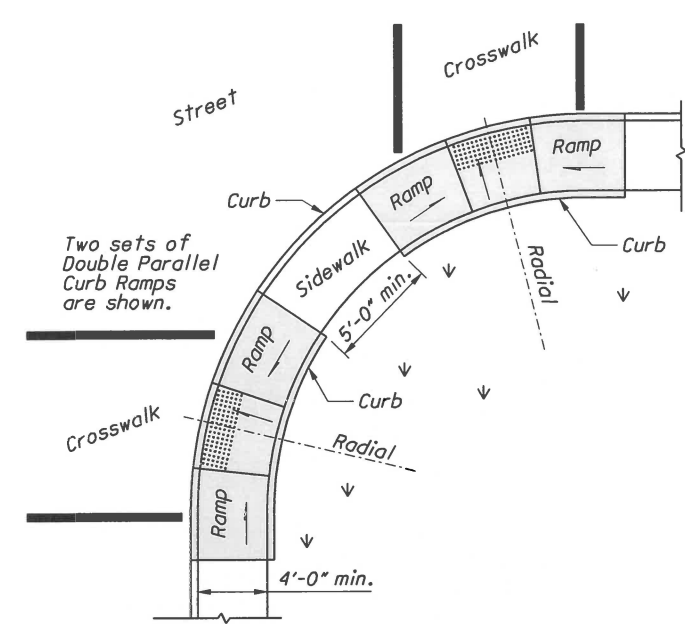 Crosswalk
Street
Ramp
Ramp
Curb
Curb
Two sets of
Double Parallel
Curb Ramps
are shown.
Sidewalk
Radial
5'-0" min.
Ramp
Curb
Crosswalk
Radial
Ramp
4'-0" min.